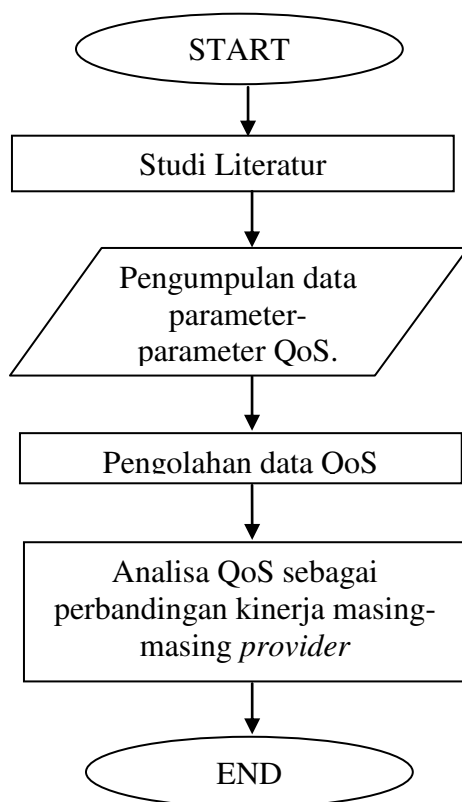 START
Studi Literatur
Pengumpulan data
parameter-
parameter QoS.
Pengolahan data QoS
Analisa QoS sebagai
perbandingan kinerja masing-
masing provider
END